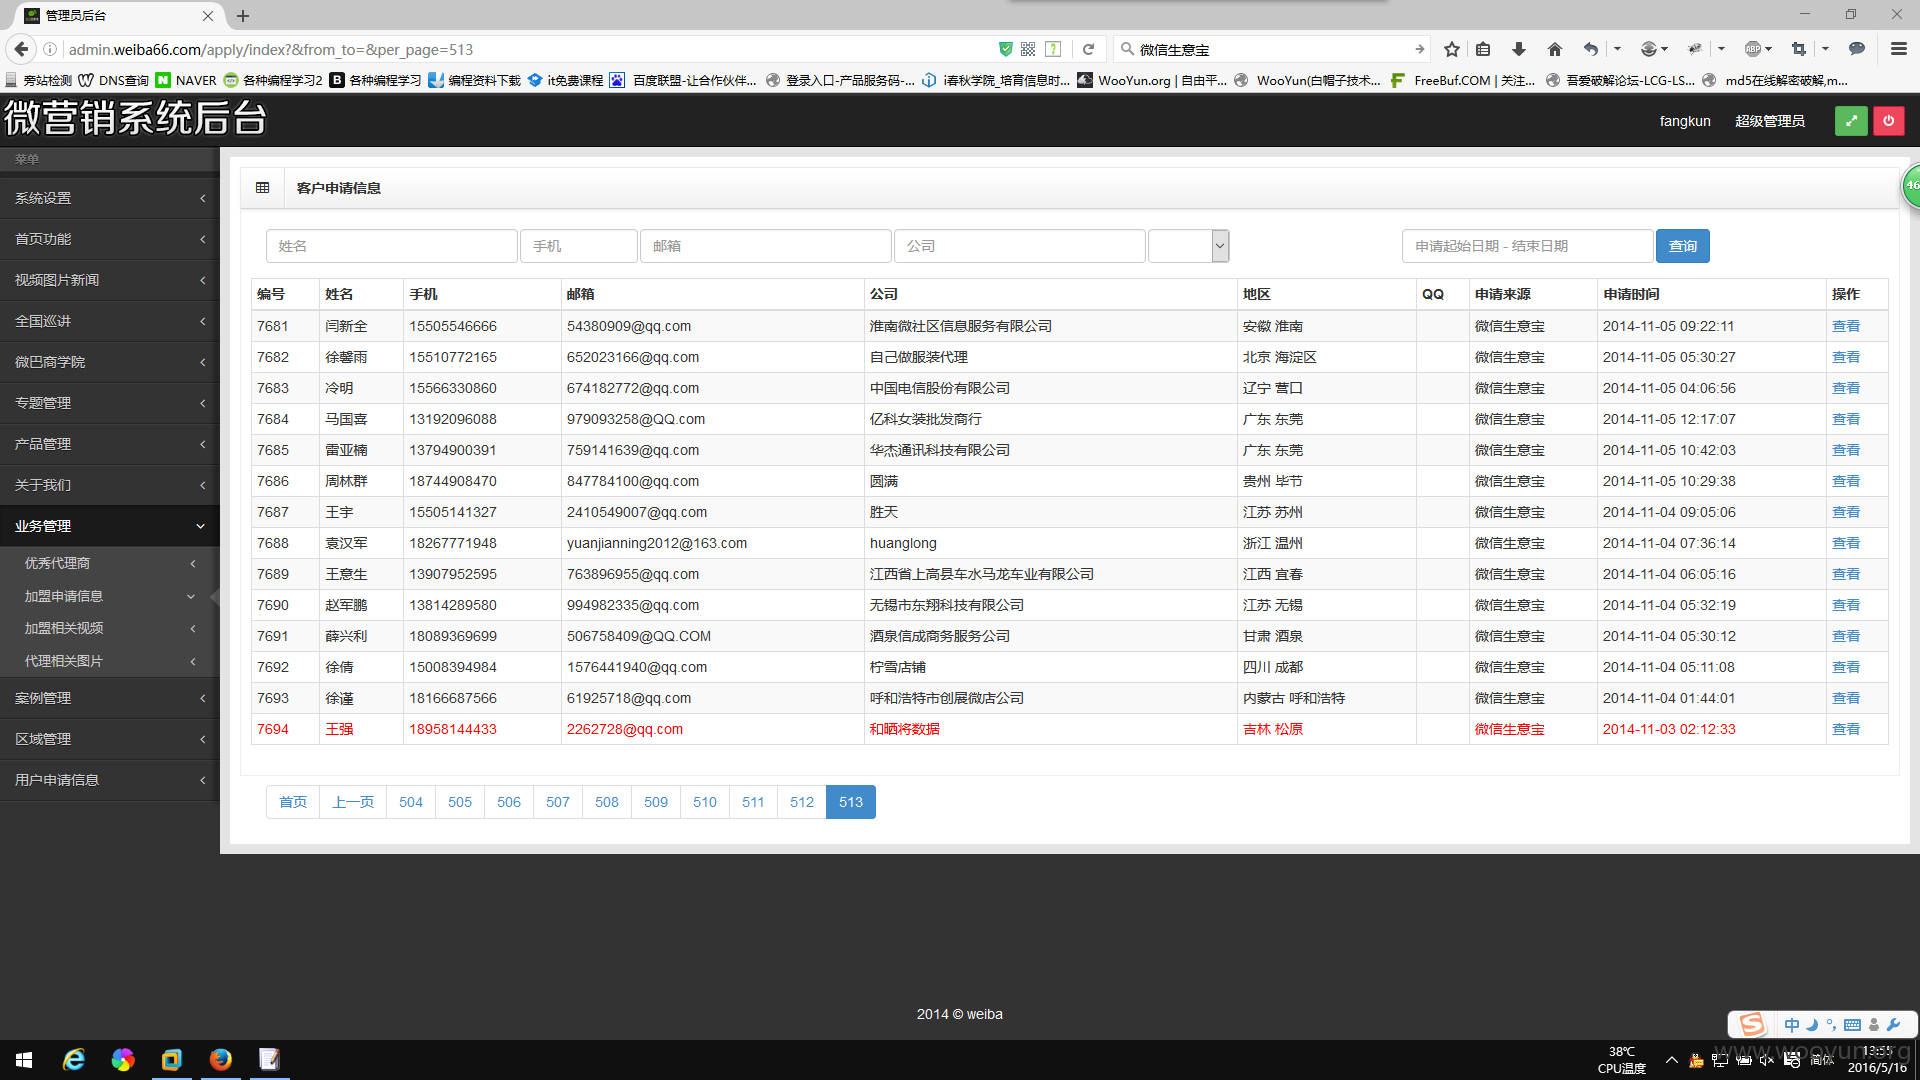 管理员后台
admin.weiba66.com/apply/index?&from_to=&per_page=513
微信生意宝
旁站检测 DNS查询 NAVER 各种编程学习2 各种编程学习 编程资料下载 it免费课程 百度联盟-让合作伙伴... 登录入口-产品服务码-... i春秋学院_培育信息时... WooYun.org | 自由平... WooYun(白帽子技术... FreeBuf.COM | 关注... 吾爱破解论坛-LCG-LS... md5在线解密破解,m...
微营销系统后台
fangkun 超级管理员
菜单
系统设置
首页功能
视频图片新闻
全国巡讲
微巴商学院
专题管理
产品管理
关于我们
业务管理
优秀代理商
加盟申请信息
加盟相关视频
代理相关图片
案例管理
区域管理
用户申请信息
客户申请信息
46
姓名 手机 邮箱 公司 申请起始日期 - 结束日期 查询
编号 姓名 手机 邮箱 公司 地区 QQ 申请来源 申请时间 操作
7681 闫新全 15505546666 54380909@qq.com 淮南微社区信息服务有限公司 安徽 淮南 微信生意宝 2014-11-05 09:22:11 查看
7682 徐馨雨 15510772165 652023166@qq.com 自己做服装代理 北京 海淀区 微信生意宝 2014-11-05 05:30:27 查看
7683 冷明 15566330860 674182772@qq.com 中国电信股份有限公司 辽宁 营口 微信生意宝 2014-11-05 04:06:56 查看
7684 马国喜 13192096088 979093258@QQ.com 亿科女装批发商行 广东 东莞 微信生意宝 2014-11-05 12:17:07 查看
7685 雷亚楠 13794900391 759141639@qq.com 华杰通讯科技有限公司 广东 东莞 微信生意宝 2014-11-05 10:42:03 查看
7686 周林群 18744908470 847784100@qq.com 圆满 贵州 毕节 微信生意宝 2014-11-05 10:29:38 查看
7687 王宇 15505141327 2410549007@qq.com 胜天 江苏 苏州 微信生意宝 2014-11-04 09:05:06 查看
7688 袁汉军 18267771948 yuanjianning2012@163.com huanglong 浙江 温州 微信生意宝 2014-11-04 07:36:14 查看
7689 王意生 13907952595 763896955@qq.com 江西省上高县车水马龙车业有限公司 江西 宜春 微信生意宝 2014-11-04 06:05:16 查看
7690 赵军鹏 13814289580 994982335@qq.com 无锡市东翔科技有限公司 江苏 无锡 微信生意宝 2014-11-04 05:32:19 查看
7691 薛兴利 18089369699 506758409@QQ.COM 酒泉信成商务服务公司 甘肃 酒泉 微信生意宝 2014-11-04 05:30:12 查看
7692 徐倩 15008394984 1576441940@qq.com 柠雪店铺 四川 成都 微信生意宝 2014-11-04 05:11:08 查看
7693 徐谨 18166687566 61925718@qq.com 呼和浩特市创展微店公司 内蒙古 呼和浩特 微信生意宝 2014-11-04 01:44:01 查看
7694 王强 18958144433 2262728@qq.com 和晒将数据 吉林 松原 微信生意宝 2014-11-03 02:12:33 查看
首页 上一页 504 505 506 507 508 509 510 511 512 513
2014 © weiba
中
38℃
CPU温度
简体
13:55
2016/5/16
www.wooyun.org